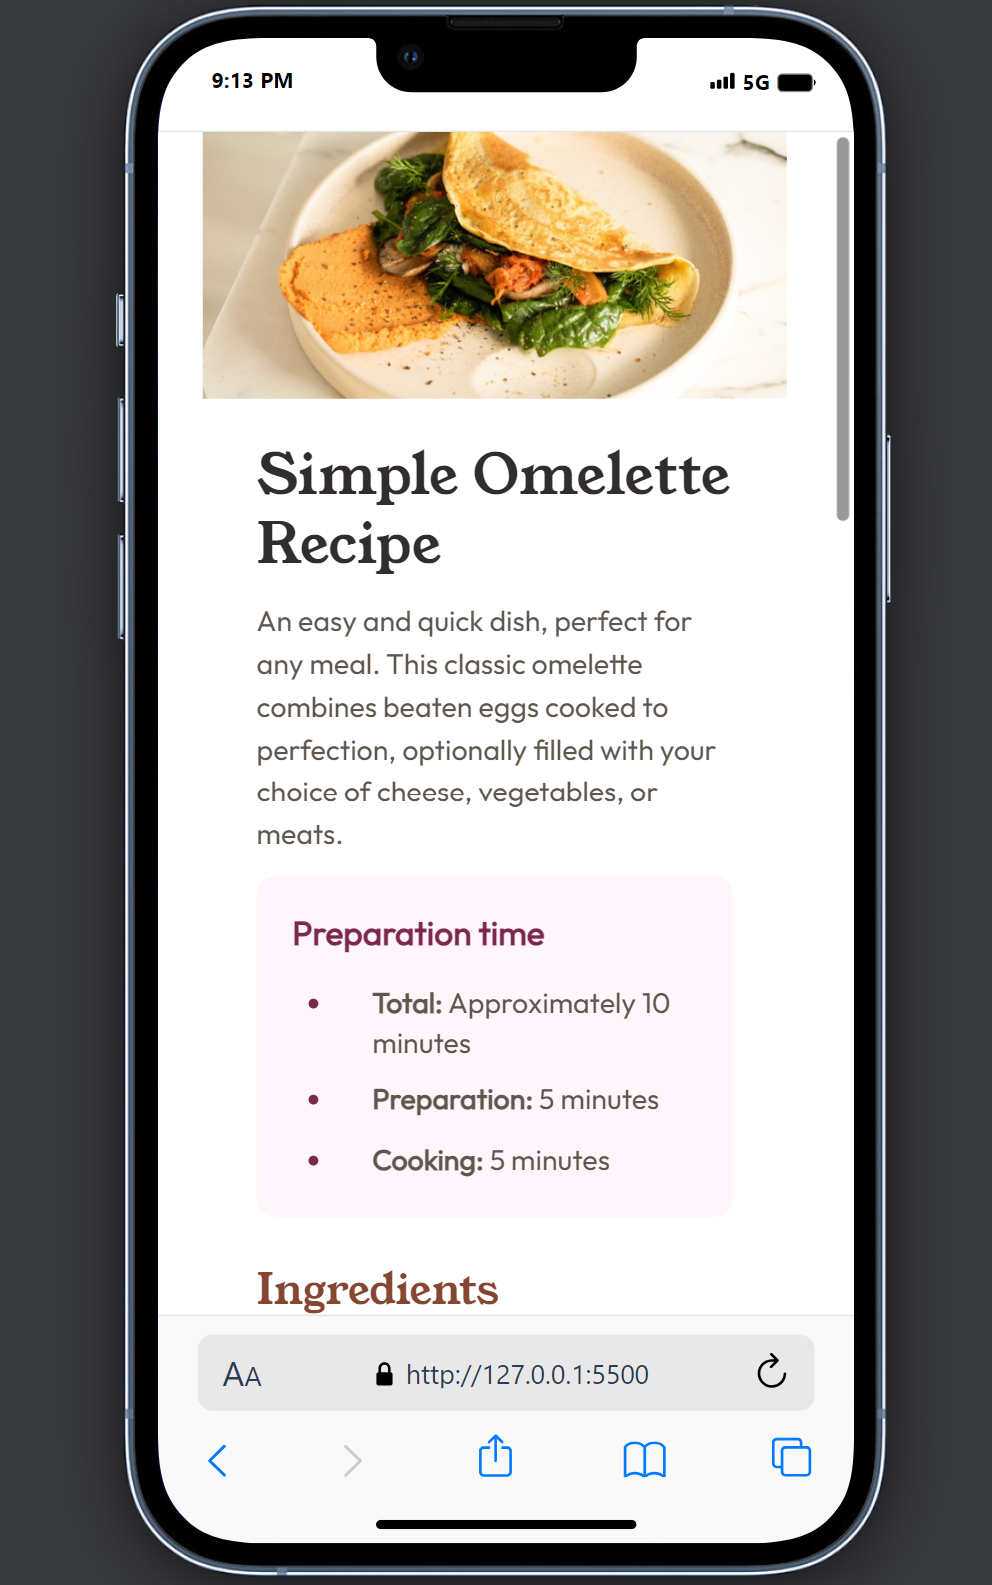 9:13 PM
5G
Simple Omelette
Recipe
An easy and quick dish, perfect for
any meal. This classic omelette
combines beaten eggs cooked to
perfection, optionally filled with your
choice of cheese, vegetables, or
meats.
Preparation time
• Total: Approximately 10
minutes
• Preparation: 5 minutes
• Cooking: 5 minutes
Ingredients
AA http://127.0.0.1:5500